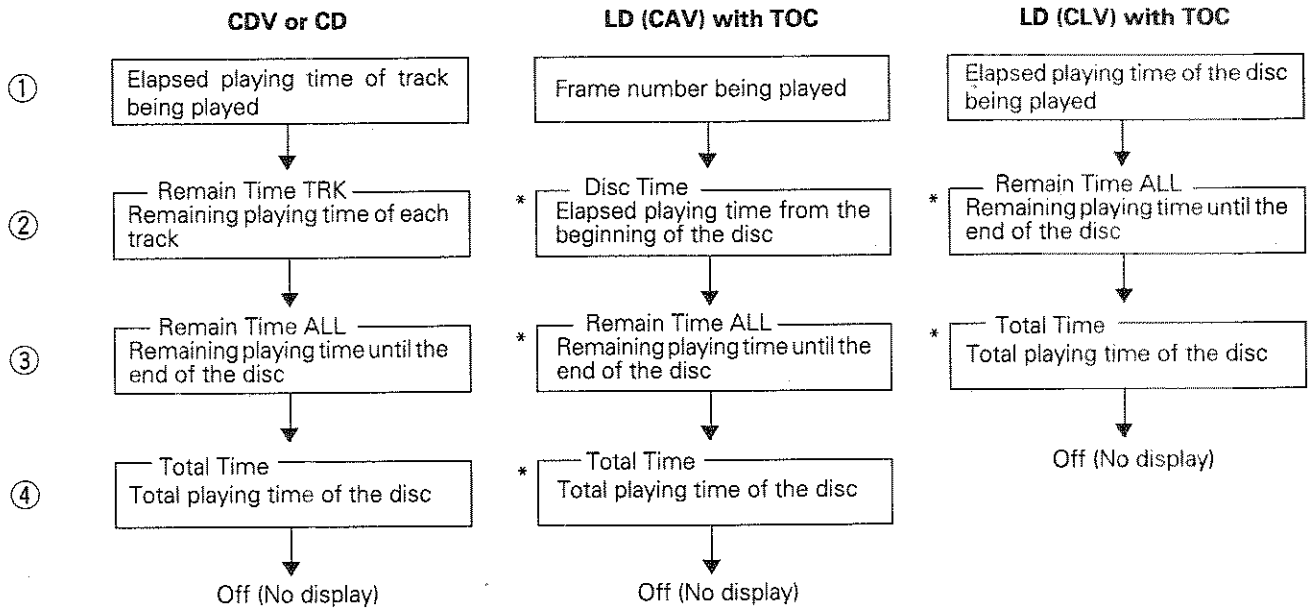 CDV or CD
LD (CAV) with TOC
LD (CLV) with TOC
①
Elapsed playing time of track
being played
Frame number being played
Elapsed playing time of the disc
being played
②
Remain Time TRK
Remaining playing time of each
track
*
Disc Time
Elapsed playing time from the
beginning of the disc
*
Remain Time ALL
Remaining playing time until the
end of the disc
③
Remain Time ALL
Remaining playing time until the
end of the disc
*
Remain Time ALL
Remaining playing time until the
end of the disc
*
Total Time
Total playing time of the disc
④
Total Time
Total playing time of the disc
*
Total Time
Total playing time of the disc
Off (No display)
Off (No display)
Off (No display)